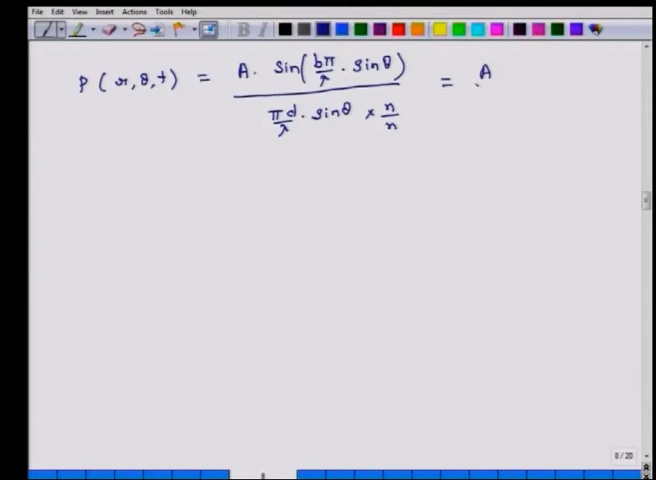 File Edit View Insert Actions Tools Help
B I
p (r, θ, t) = A. sin(bπ/λ . sinθ) / πd/λ . sinθ × n/n = A
8/20